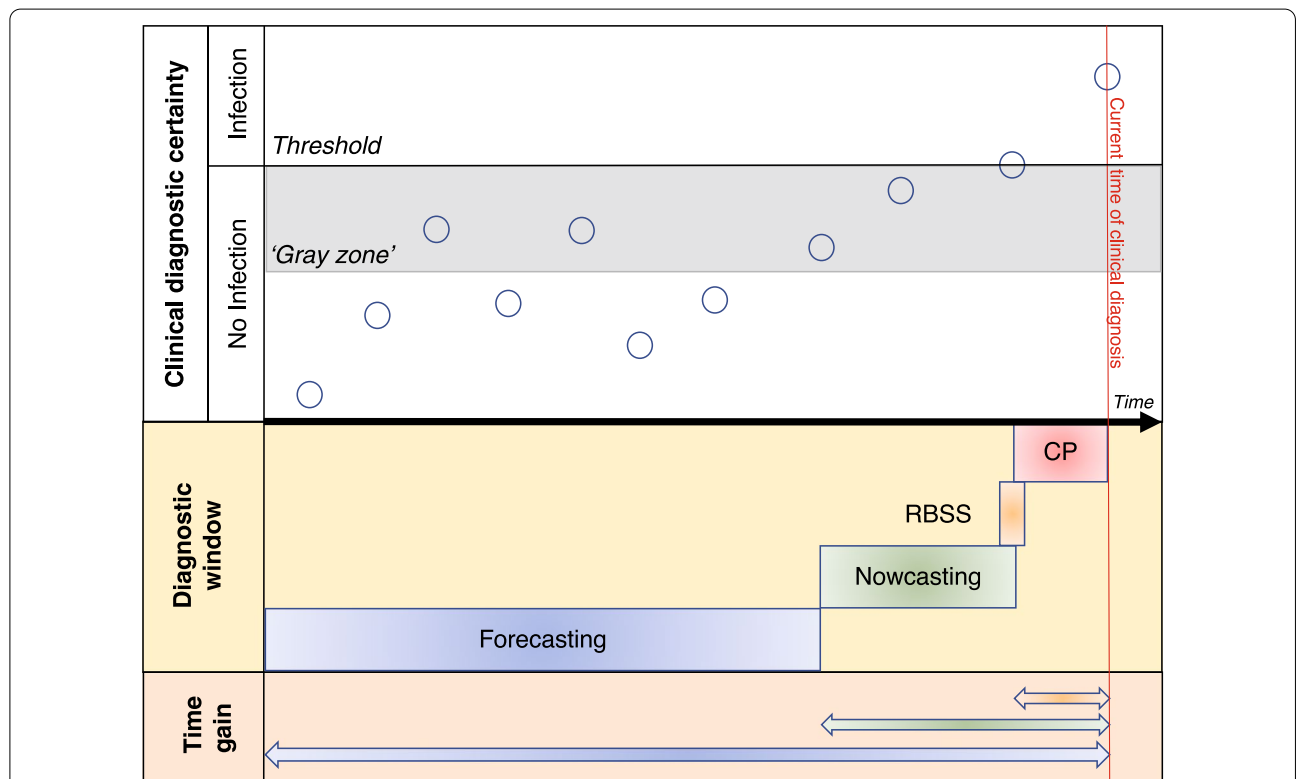 Clinical diagnostic certainty
Infection
No Infection
Threshold
‘Gray zone’
Current time of clinical diagnosis
Time
Diagnostic
window
CP
RBSS
Nowcasting
Forecasting
Time
gain